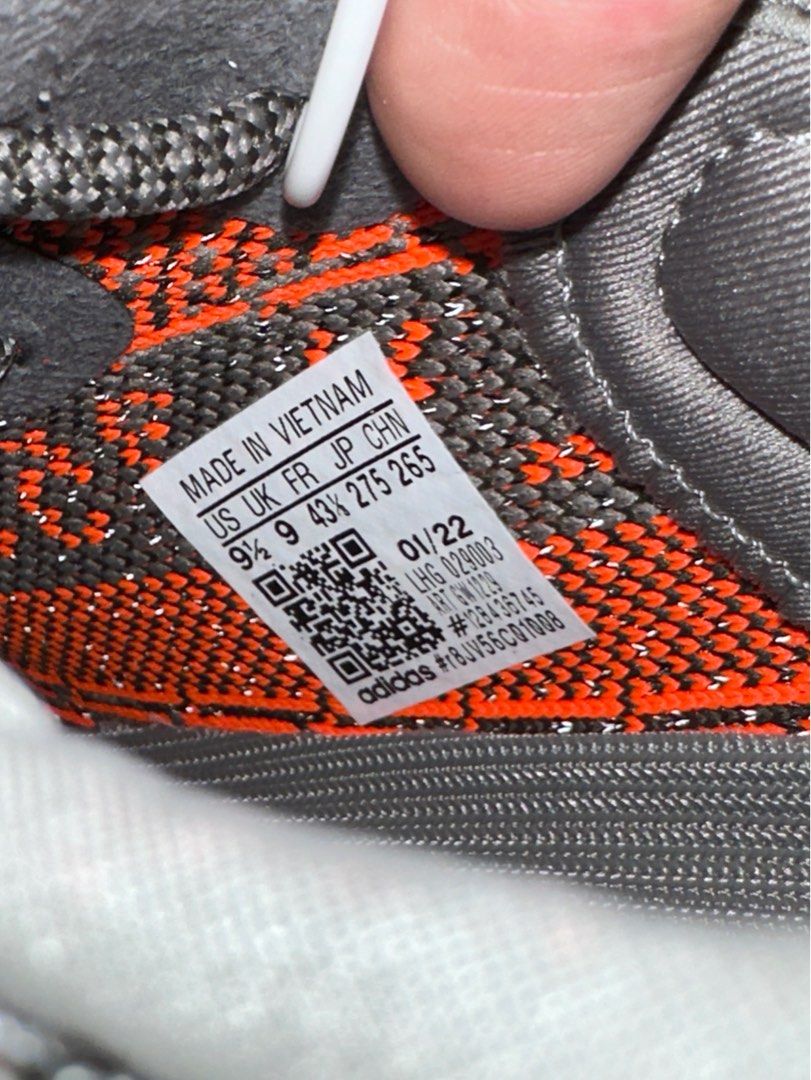 MADE IN VIETNAM
US UK FR JP CHN
9½ 9 43⅓ 275 265
01/22
LHG 029003
ART GW1229
#128436745
adidas #r8JV56CQ1008